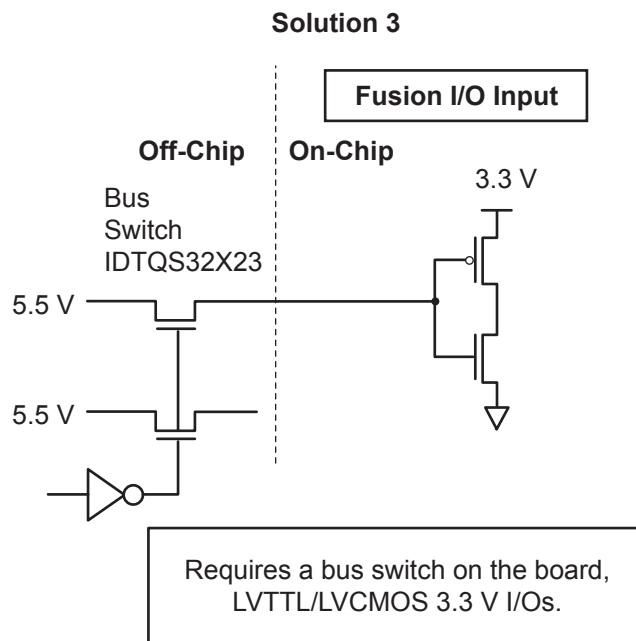 Solution 3
Fusion I/O Input
Off-Chip
On-Chip
Bus
Switch
IDTQS32X23
3.3 V
5.5 V
5.5 V
Requires a bus switch on the board,
LVTTL/LVCMOS 3.3 V I/Os.